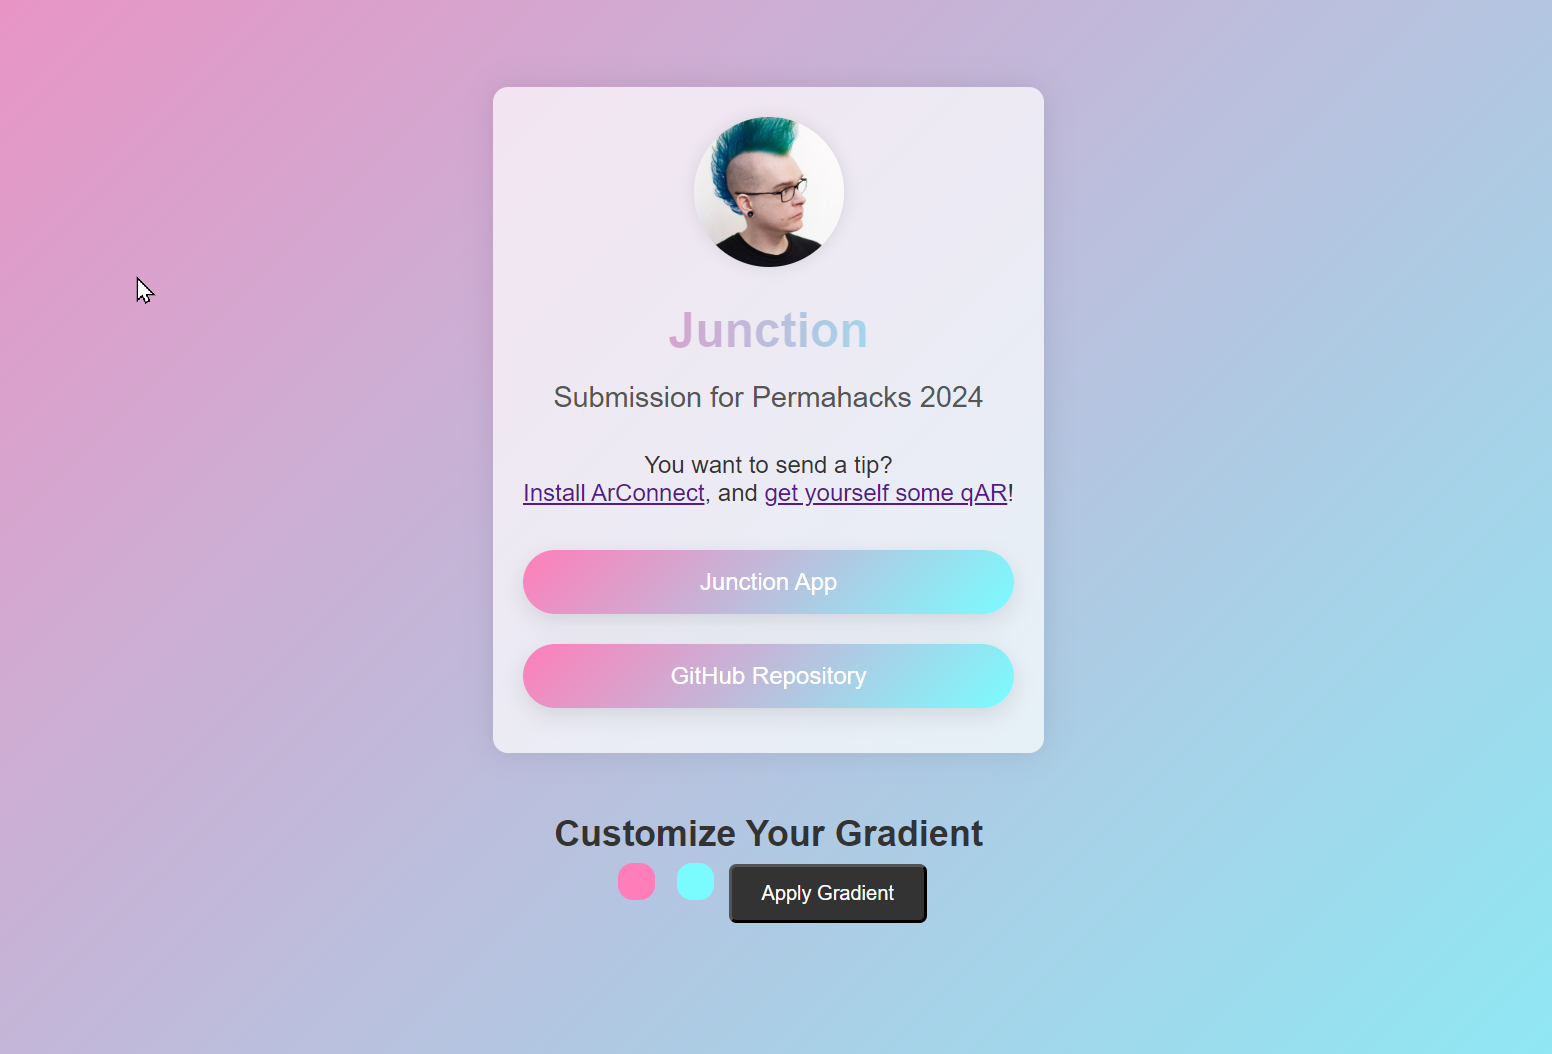 Junction
Submission for Permahacks 2024
You want to send a tip?
Install ArConnect, and get yourself some qAR!
Junction App
GitHub Repository
Customize Your Gradient
Apply Gradient